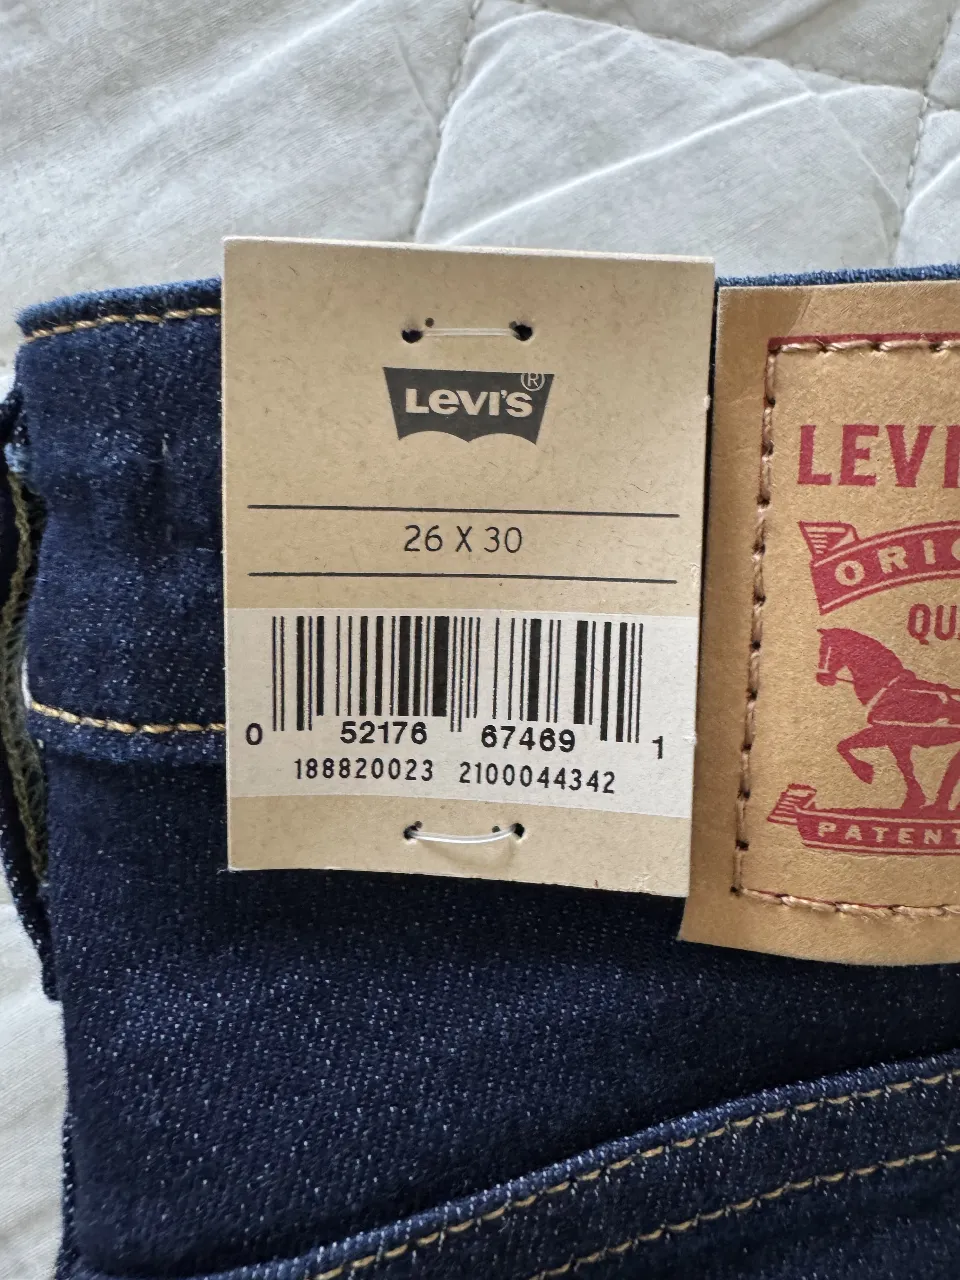 LEVI'S ®
26 X 30
0 52176 67469 1
188820023 2100044342
LEVI
ORIG
QU
PATENT